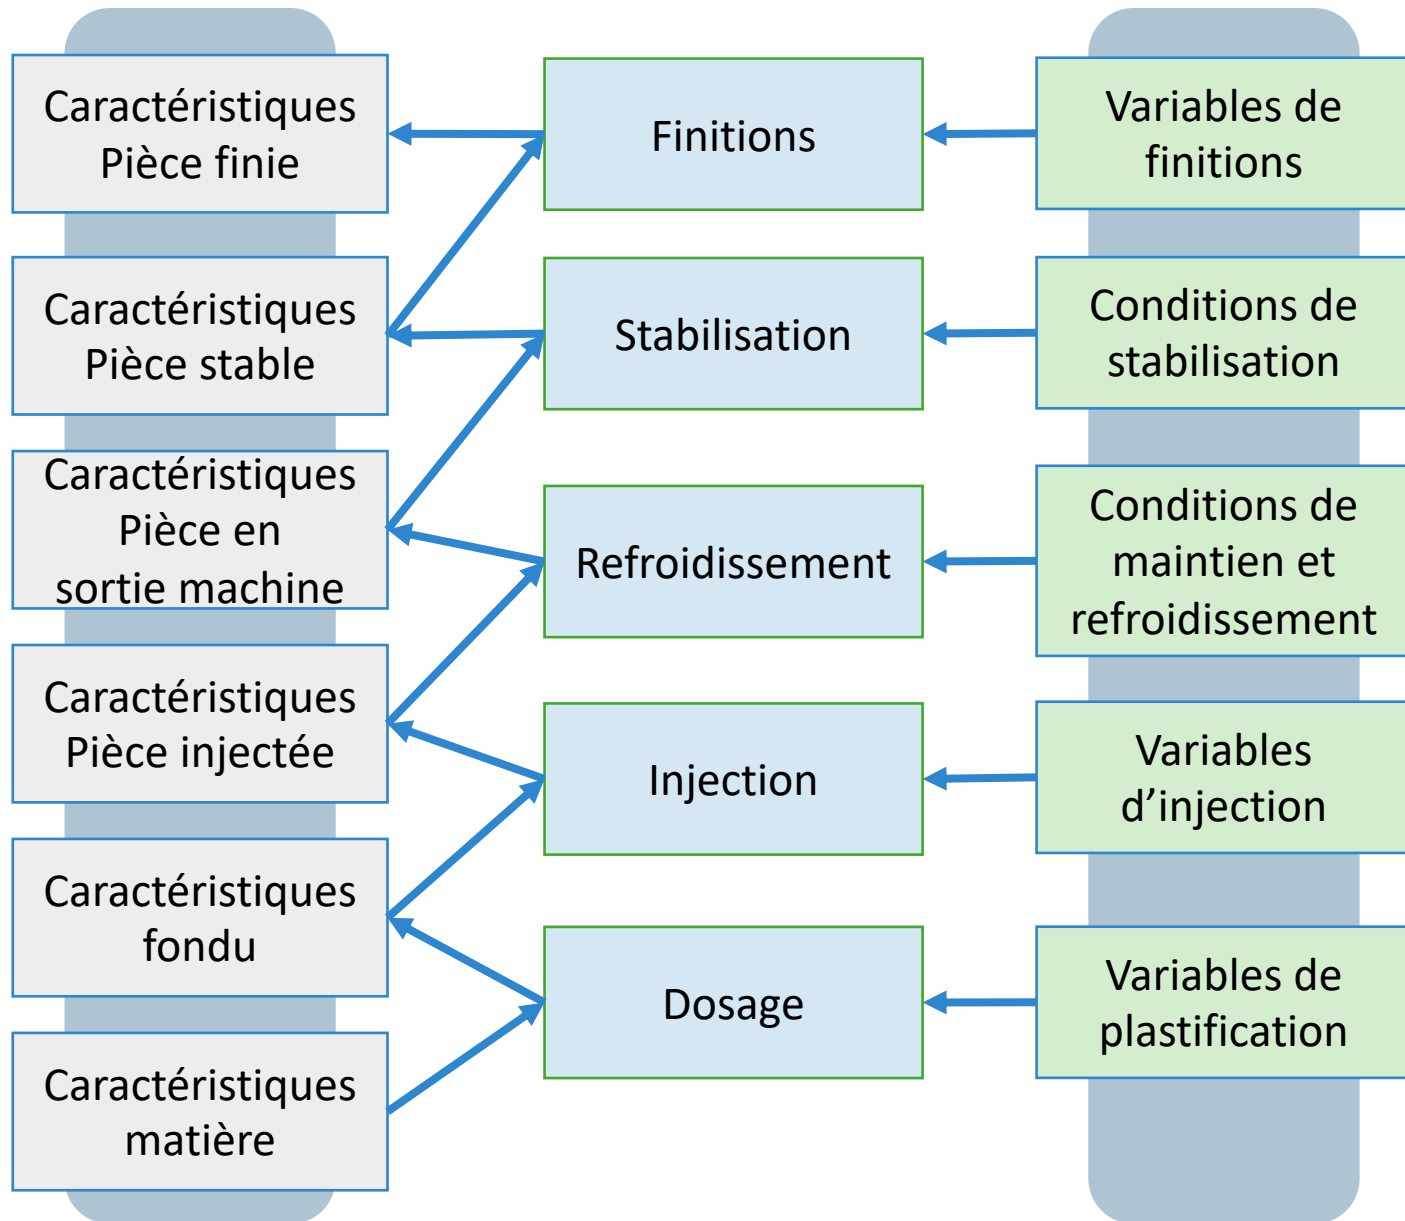 Caractéristiques
Pièce finie
Finitions
Variables de
finitions
Caractéristiques
Pièce stable
Stabilisation
Conditions de
stabilisation
Caractéristiques
Pièce en
sortie machine
Refroidissement
Conditions de
maintien et
refroidissement
Caractéristiques
Pièce injectée
Injection
Variables
d’injection
Caractéristiques
fondu
Dosage
Variables de
plastification
Caractéristiques
matière